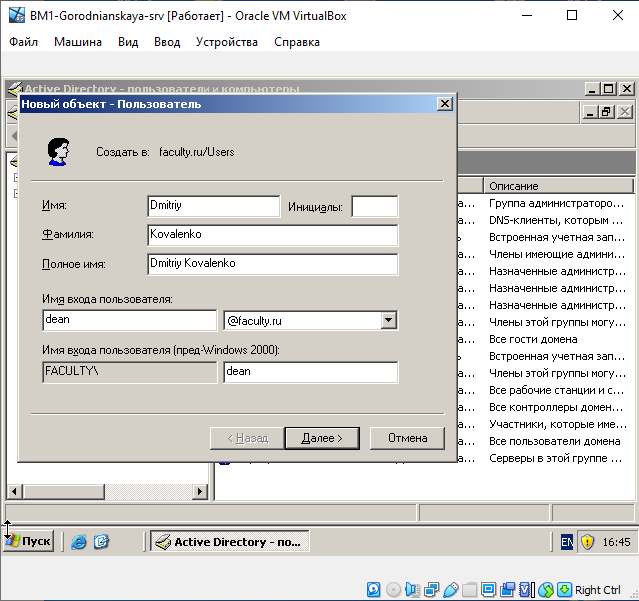 BM1-Gorodnianskaya-srv [Работает] - Oracle VM VirtualBox
Файл Машина Вид Ввод Устройства Справка
Active Directory - пользователи и компьютеры
Новый объект - Пользователь
Создать в: faculty.ru/Users
Имя: Dmitriy Инициалы:
Фамилия: Kovalenko
Полное имя: Dmitriy Kovalenko
Имя входа пользователя:
dean @faculty.ru
Имя входа пользователя (пред-Windows 2000):
FACULTY\ dean
< Назад Далее > Отмена
Описание
Группа администраторо...
DNS-клиенты, которым ...
Встроенная учетная зап...
Члены имеющие админи...
Назначенные администр...
Назначенные администр...
Назначенные администр...
Члены этой группы могу...
Все гости домена
Встроенная учетная зап...
Члены этой группы могу...
Все рабочие станции и с...
Все контроллеры домен...
Участники, которые име...
Все пользователи домена
Серверы в этой группе ...
Пуск Active Directory - по... EN 16:45
Right Ctrl